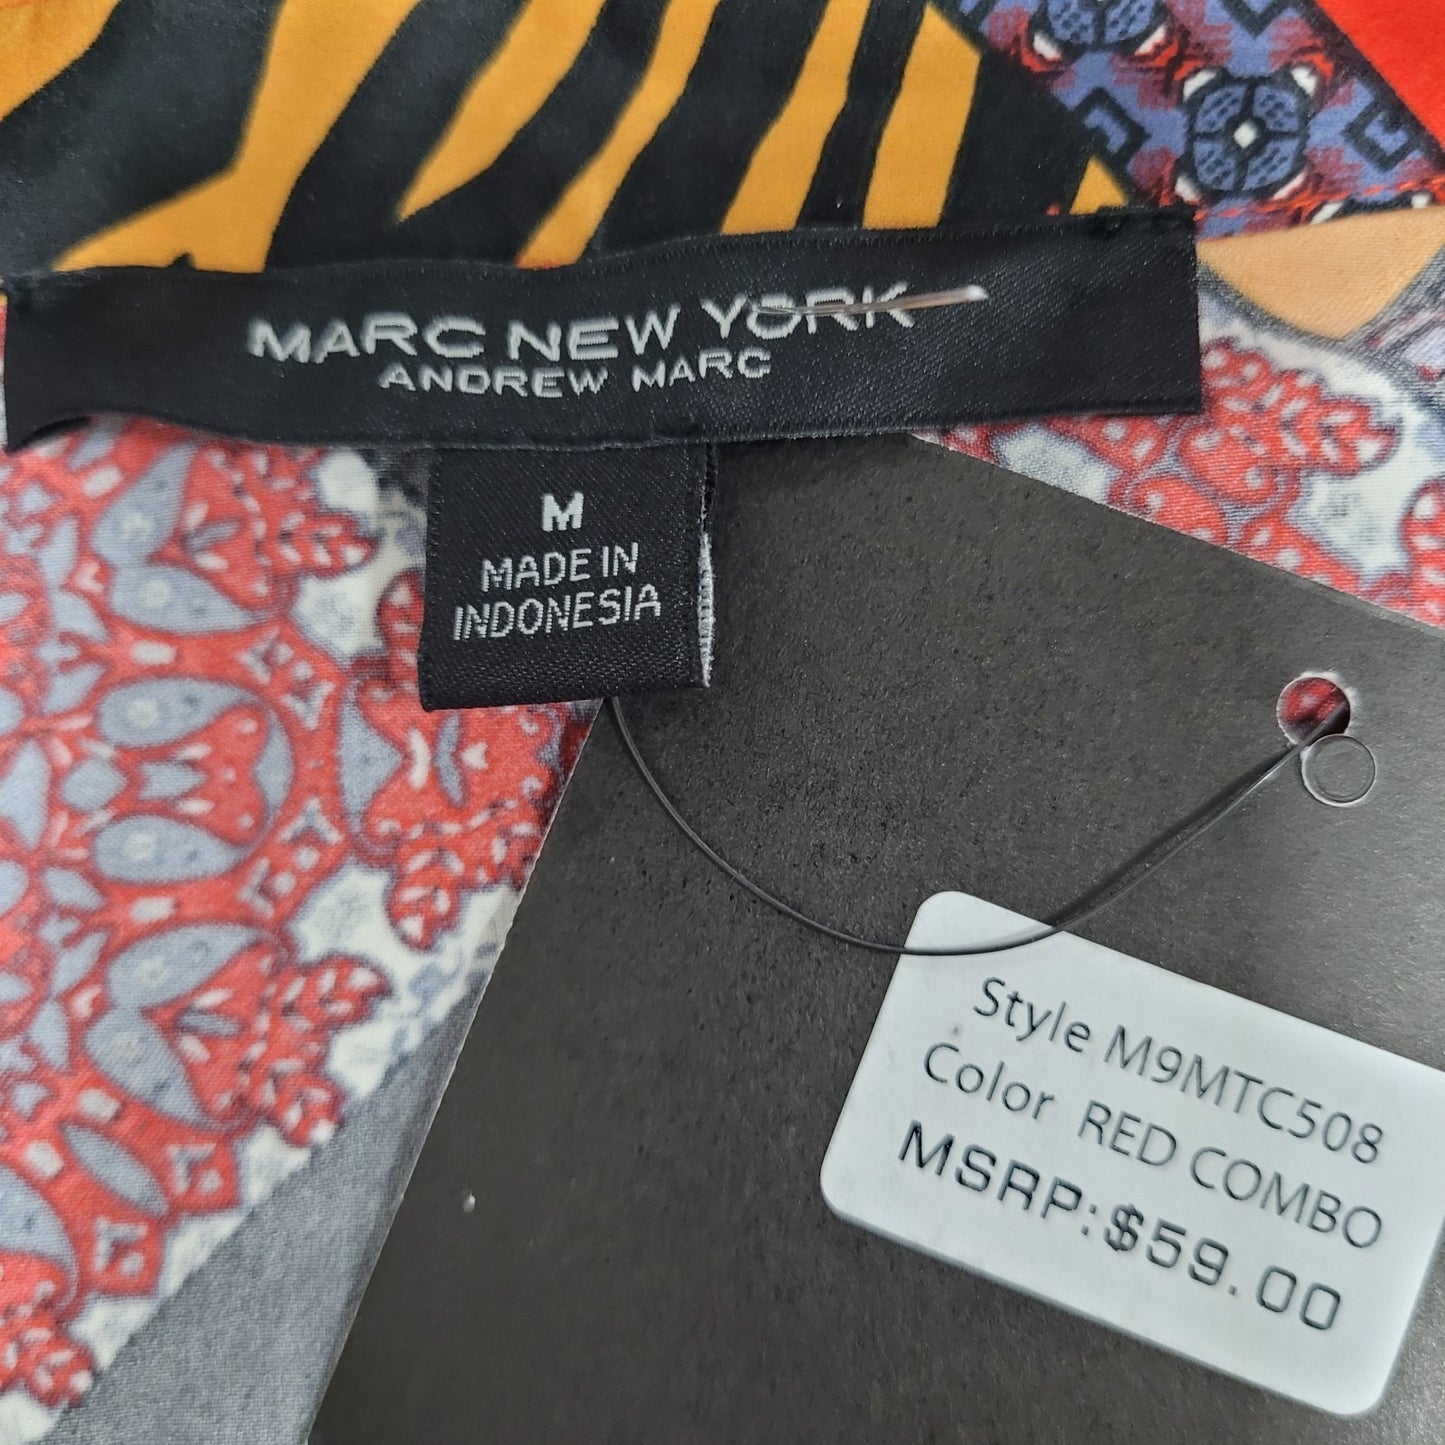 MARC NEW YORK
ANDREW MARC
M
MADE IN
INDONESIA
Style M9MTC508
Color RED COMBO
MSRP:$59.00